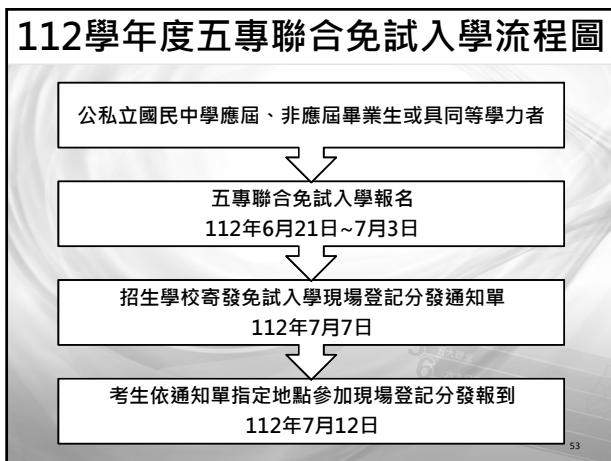 112學年度五專聯合免試入學流程圖
公私立國民中學應屆、非應屆畢業生或具同等學力者
五專聯合免試入學報名
112年6月21日~7月3日
招生學校寄發免試入學現場登記分發通知單
112年7月7日
考生依通知單指定地點參加現場登記分發報到
112年7月12日
53